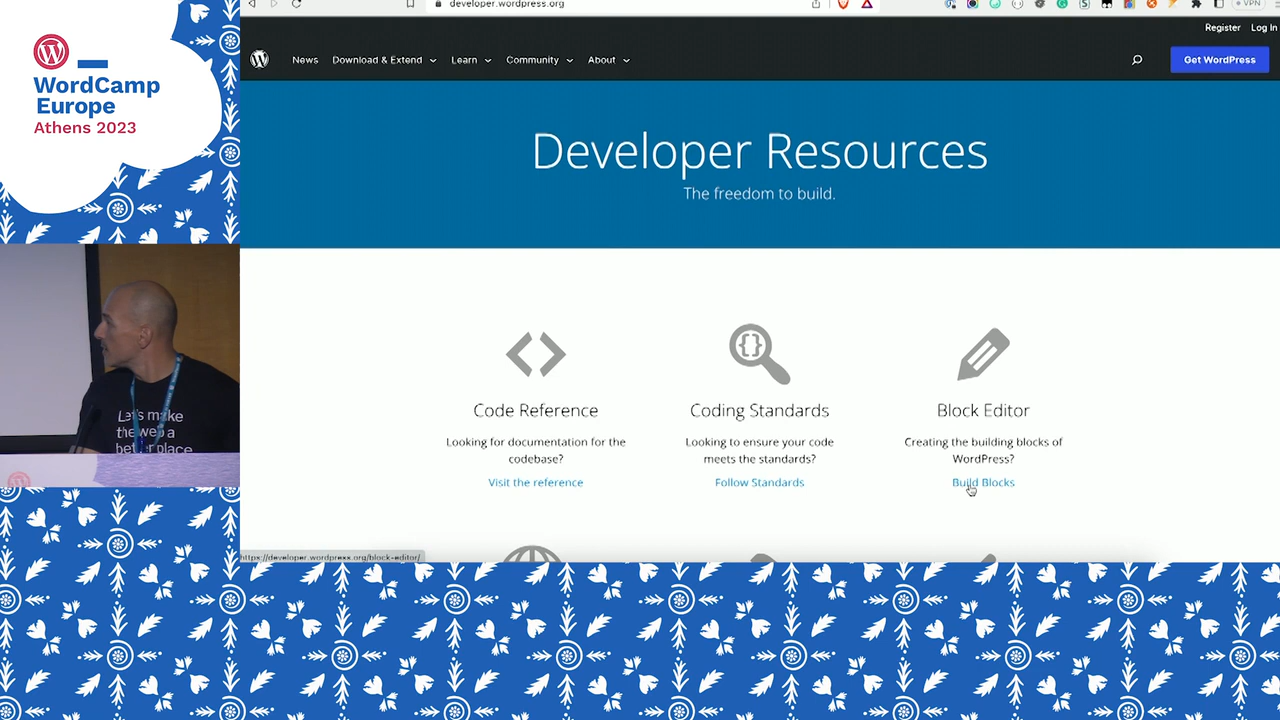 WordCamp
Europe
Athens 2023
developer.wordpress.org
VPN
Register Log In
News Download & Extend Learn Community About Get WordPress
Developer Resources
The freedom to build.
Code Reference
Looking for documentation for the
codebase?
Visit the reference
Coding Standards
Looking to ensure your code
meets the standards?
Follow Standards
Block Editor
Creating the building blocks of
WordPress?
Build Blocks
https://developer.wordpress.org/block-editor/
Let's make
the web a
better place